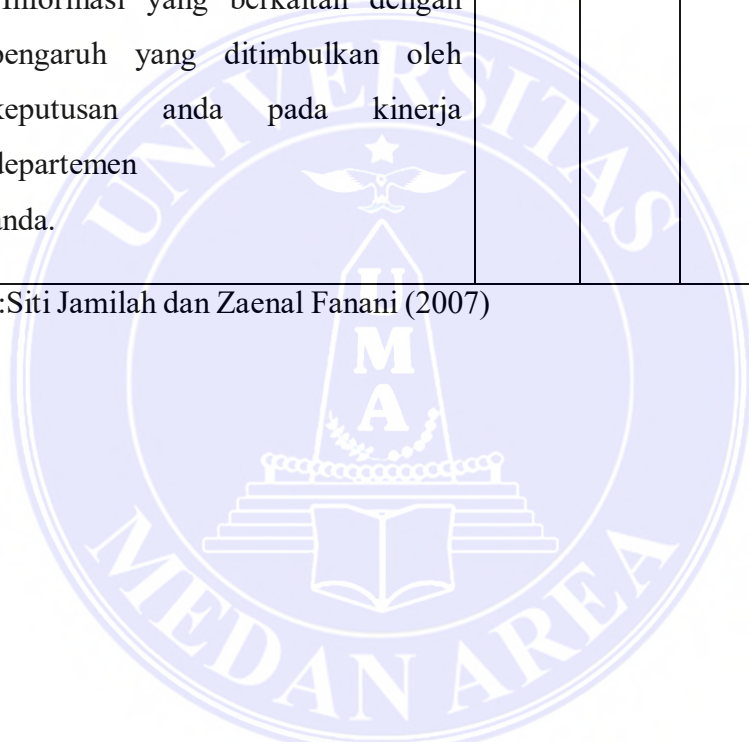 Informasi yang berkaitan dengan
pengaruh yang ditimbulkan oleh
keputusan anda pada kinerja
departemen
anda.
:Siti Jamilah dan Zaenal Fanani (2007)
UNIVERSITAS
U
M
A
MEDAN AREA